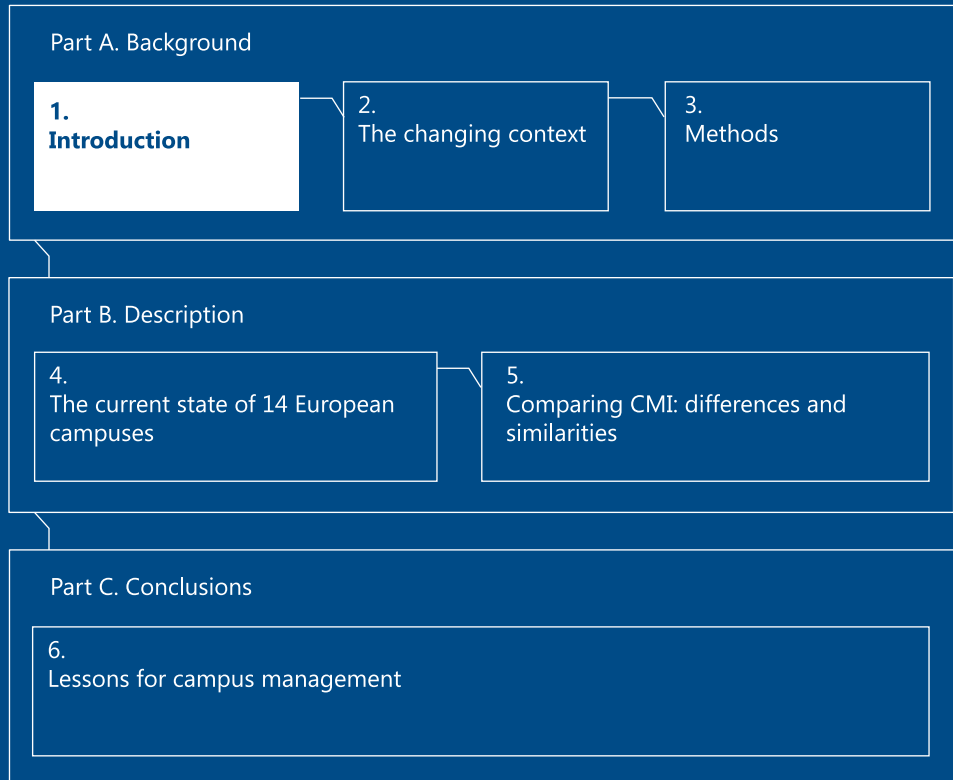 Part A. Background
1.
Introduction
2.
The changing context
3.
Methods
Part B. Description
4.
The current state of 14 European
campuses
5.
Comparing CMI: differences and
similarities
Part C. Conclusions
6.
Lessons for campus management